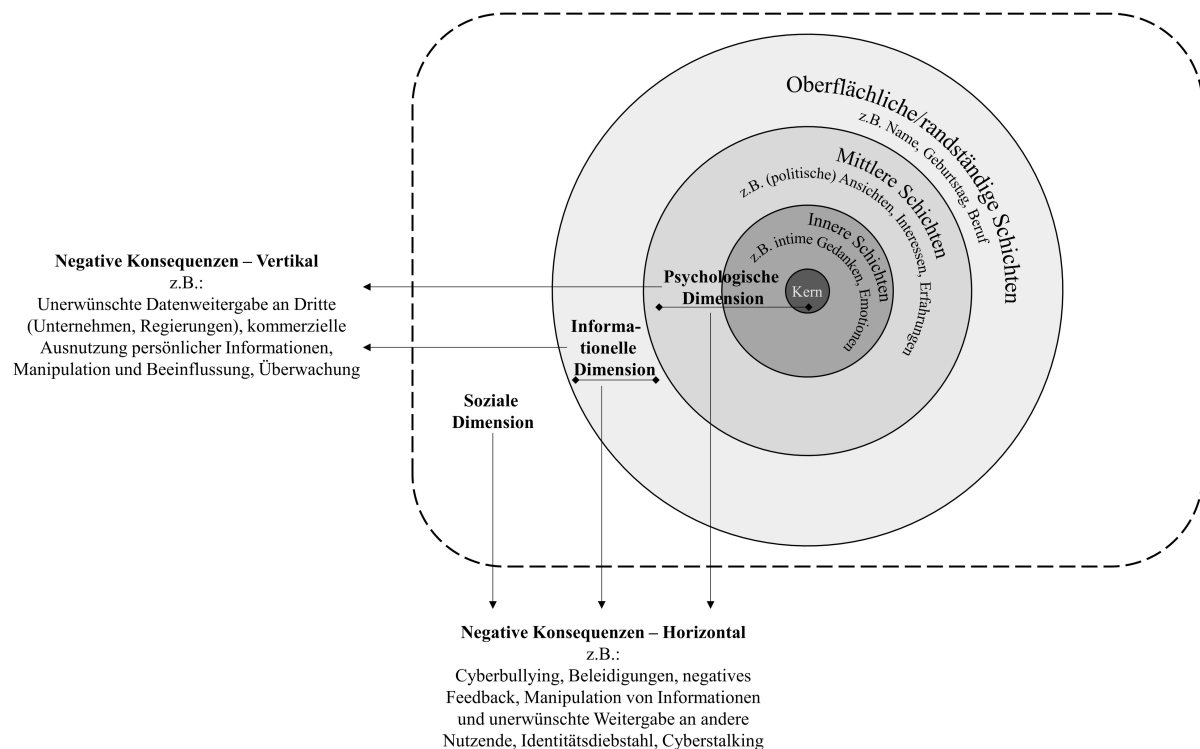 Oberflächliche/randständige Schichten
z.B. Name, Geburtstag, Beruf
Mittlere Schichten
z.B. (politische) Ansichten, Interessen, Erfahrungen
Innere Schichten
z.B. intime Gedanken, Emotionen
Kern
Psychologische
Dimension
Informa-
tionelle
Dimension
Soziale
Dimension
Negative Konsequenzen – Vertikal
z.B.:
Unerwünschte Datenweitergabe an Dritte
(Unternehmen, Regierungen), kommerzielle
Ausnutzung persönlicher Informationen,
Manipulation und Beeinflussung, Überwachung
Negative Konsequenzen – Horizontal
z.B.:
Cyberbullying, Beleidigungen, negatives
Feedback, Manipulation von Informationen
und unerwünschte Weitergabe an andere
Nutzende, Identitätsdiebstahl, Cyberstalking